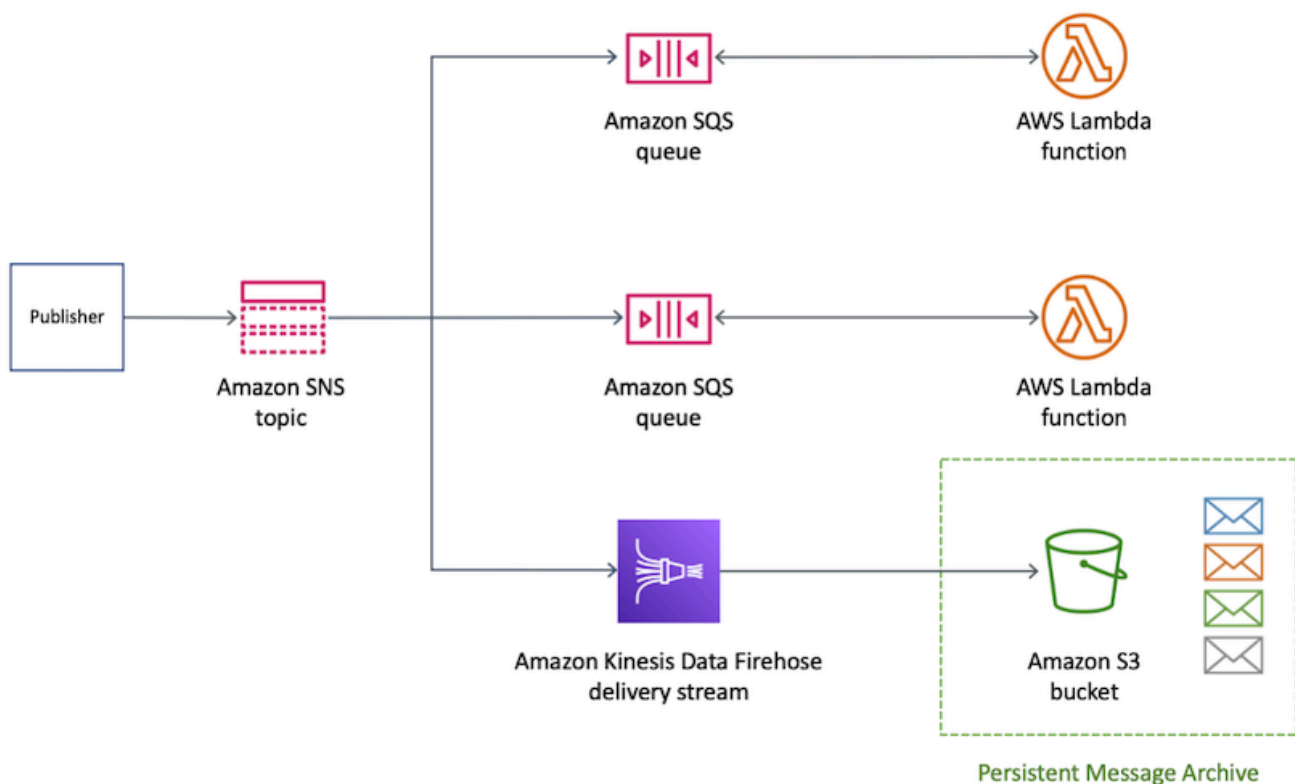 Amazon SQS
queue
AWS Lambda
function
Publisher
Amazon SNS
topic
Amazon SQS
queue
AWS Lambda
function
Amazon Kinesis Data Firehose
delivery stream
Amazon S3
bucket
Persistent Message Archive